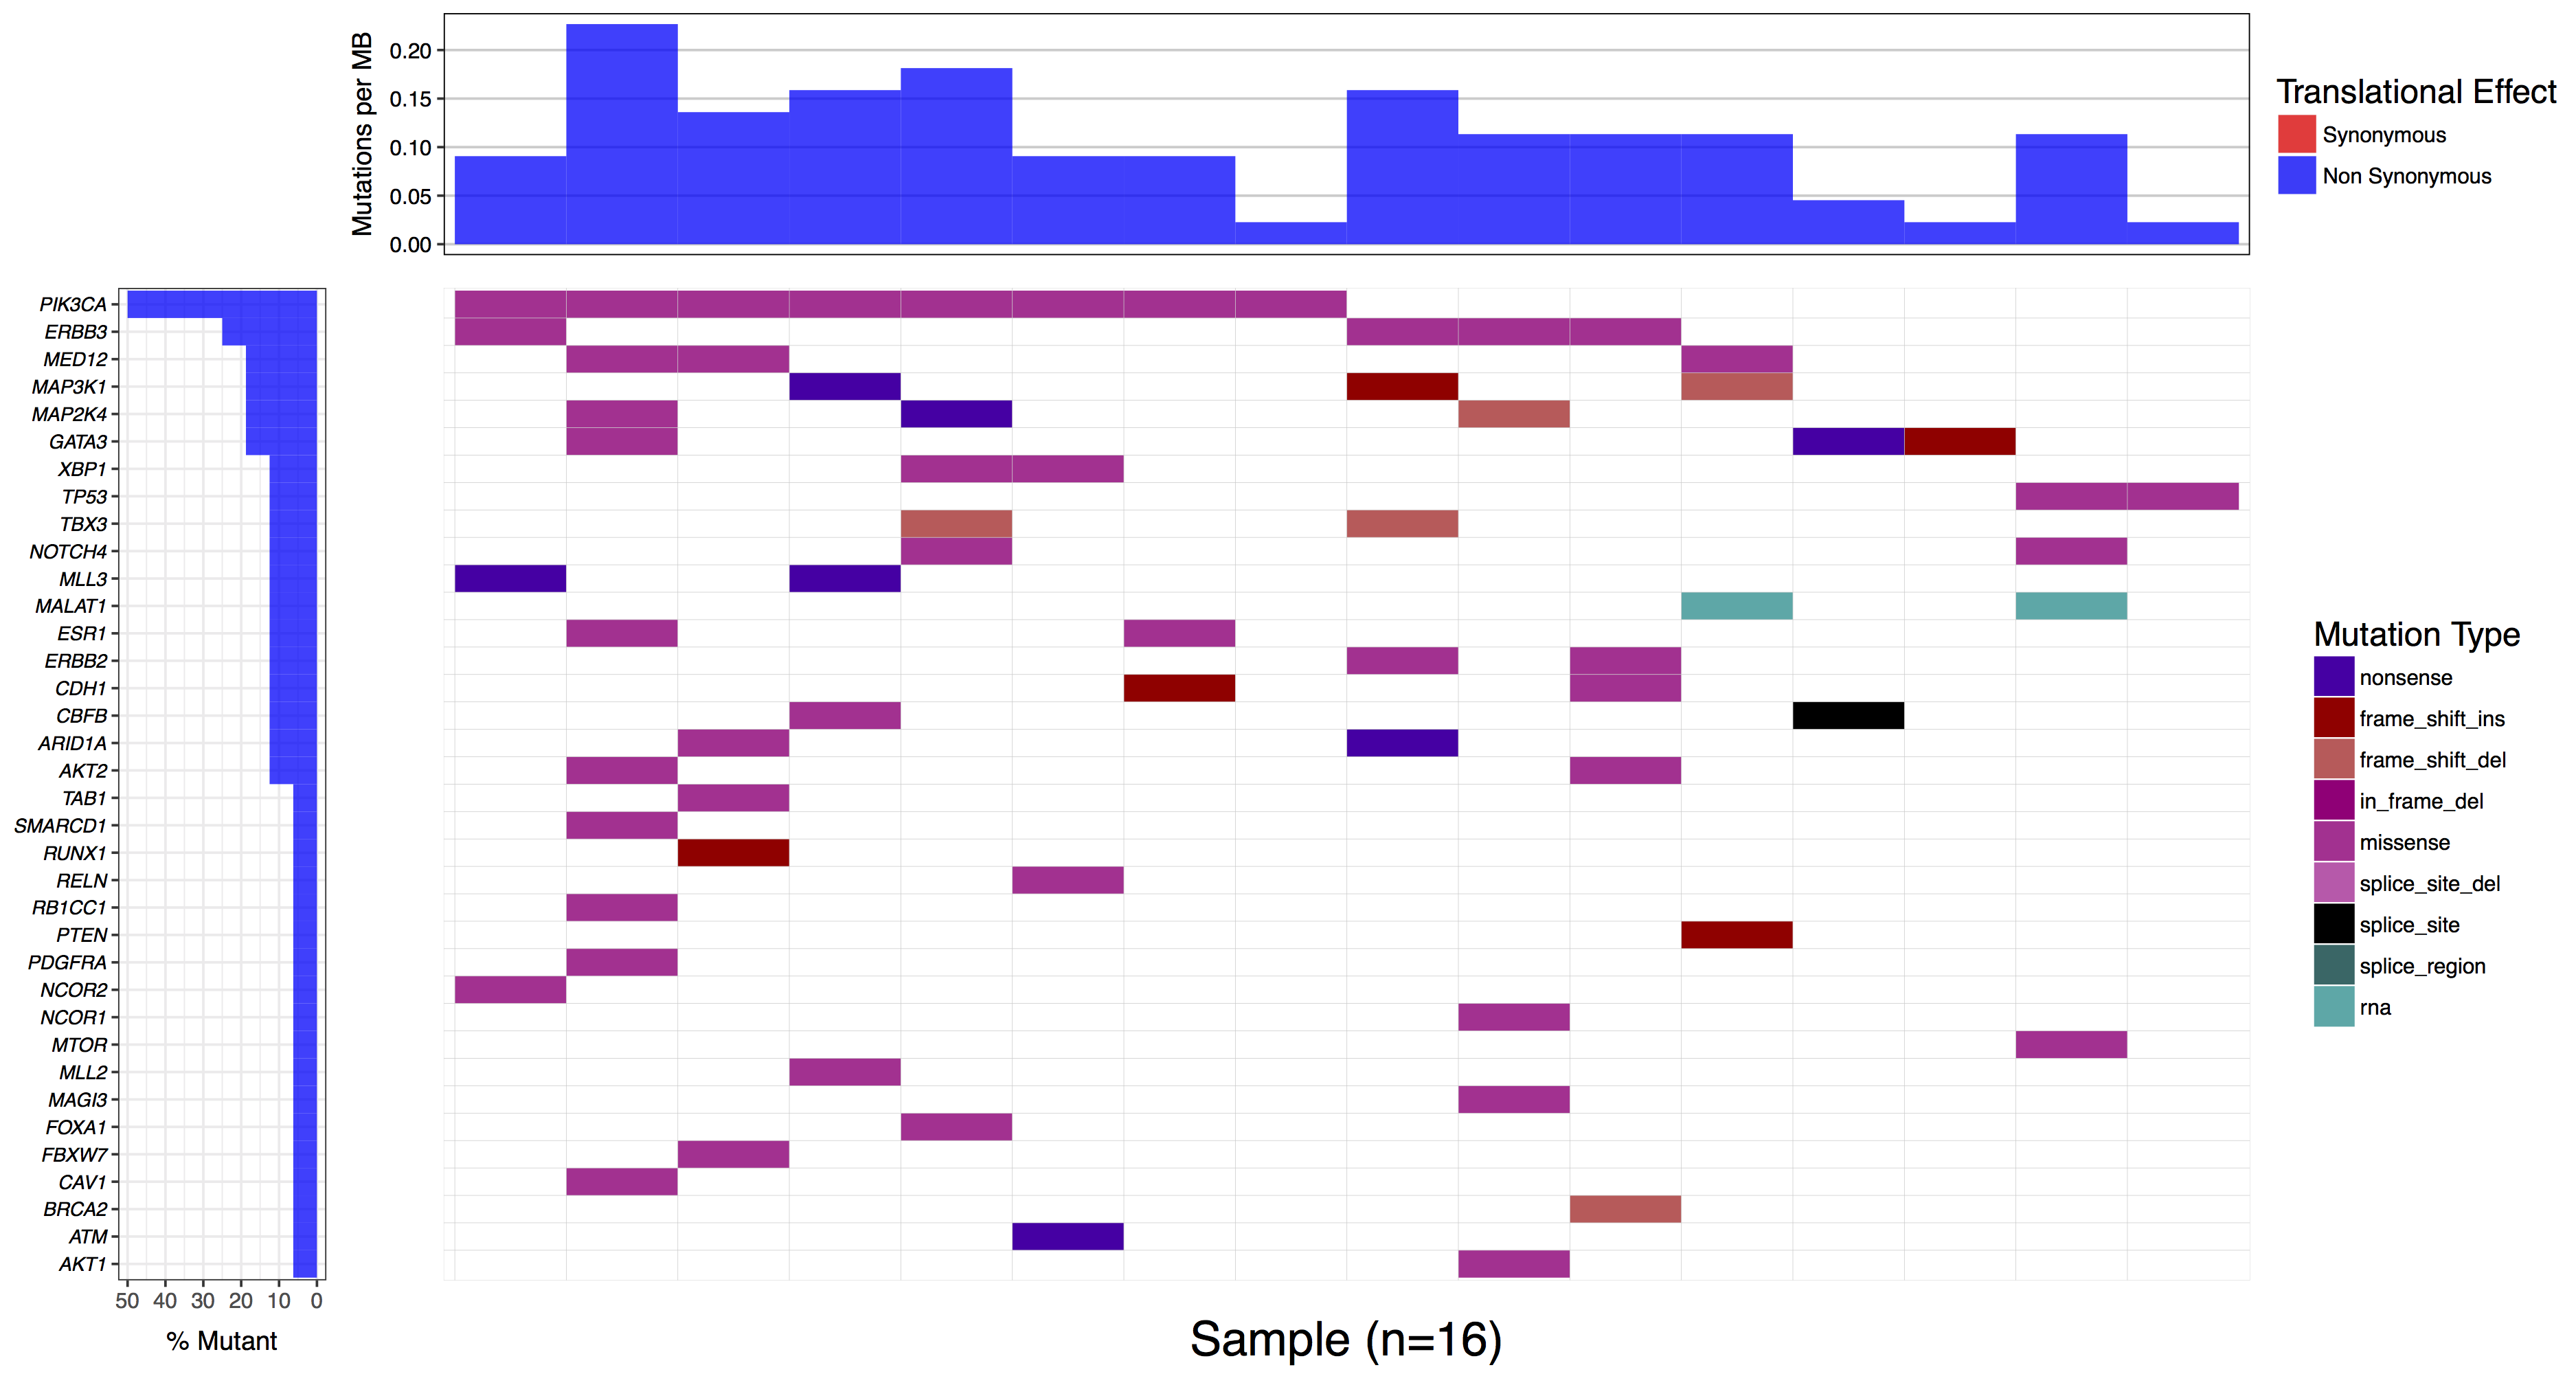 Mutations per MB
0.20
0.15
0.10
0.05
0.00
Translational Effect
Synonymous
Non Synonymous
PIK3CA
ERBB3
MED12
MAP3K1
MAP2K4
GATA3
XBP1
TP53
TBX3
NOTCH4
MLL3
MALAT1
ESR1
ERBB2
CDH1
CBFB
ARID1A
AKT2
TAB1
SMARCD1
RUNX1
RELN
RB1CC1
PTEN
PDGFRA
NCOR2
NCOR1
MTOR
MLL2
MAGI3
FOXA1
FBXW7
CAV1
BRCA2
ATM
AKT1
50 40 30 20 10 0
% Mutant
Sample (n=16)
Mutation Type
nonsense
frame_shift_ins
frame_shift_del
in_frame_del
missense
splice_site_del
splice_site
splice_region
rna